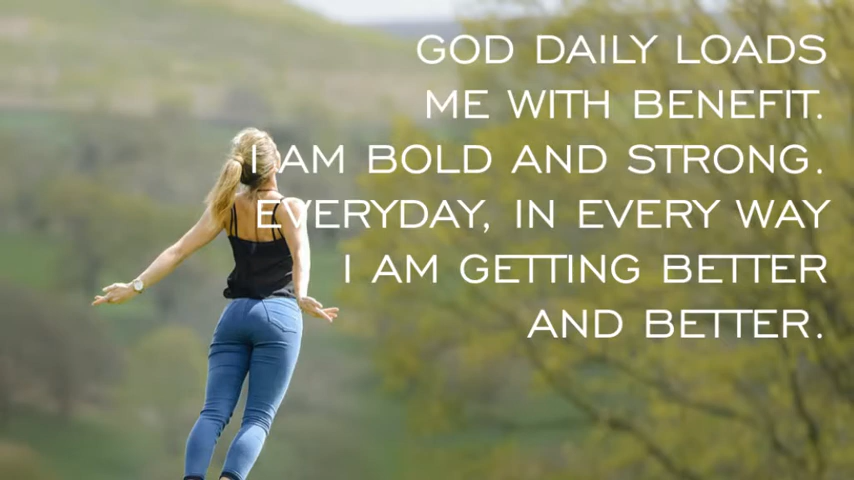 GOD DAILY LOADS
ME WITH BENEFIT.
I AM BOLD AND STRONG.
EVERYDAY, IN EVERY WAY
I AM GETTING BETTER
AND BETTER.